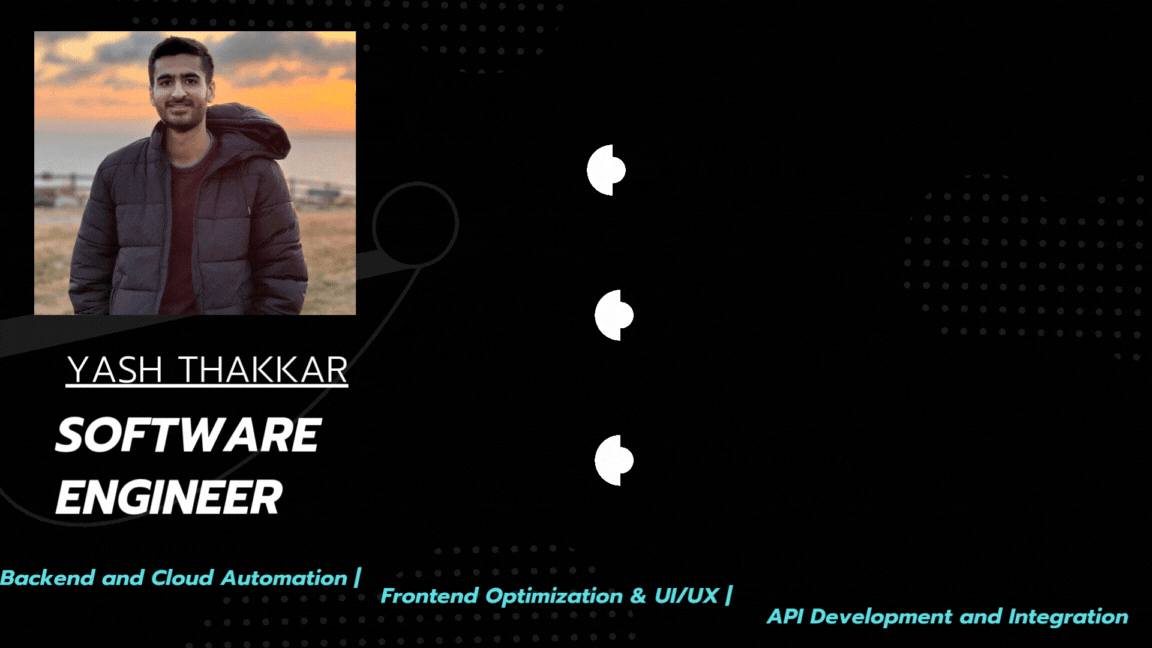 YASH THAKKAR
SOFTWARE
ENGINEER
Backend and Cloud Automation |
Frontend Optimization & UI/UX |
API Development and Integration